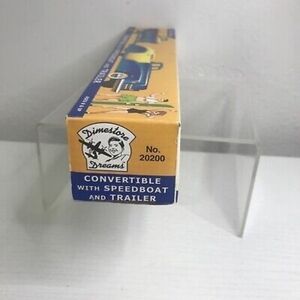 Dimestore
Dreams
No.
20200
CONVERTIBLE
WITH SPEEDBOAT
AND TRAILER